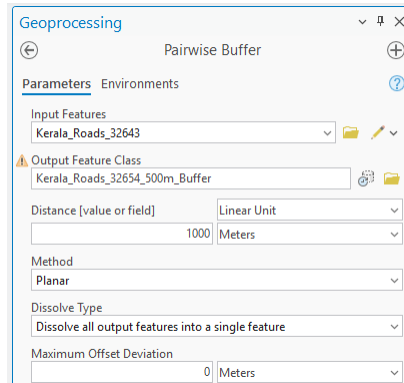 Geoprocessing
Pairwise Buffer
Parameters Environments
Input Features
Kerala_Roads_32643
Output Feature Class
Kerala_Roads_32654_500m_Buffer
Distance [value or field] Linear Unit
1000 Meters
Method
Planar
Dissolve Type
Dissolve all output features into a single feature
Maximum Offset Deviation
0 Meters